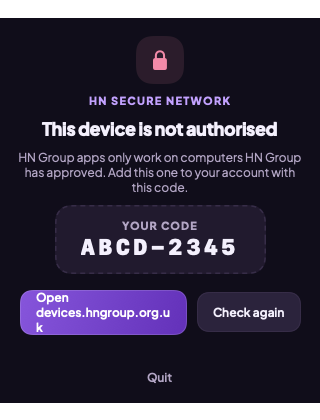 HN SECURE NETWORK
This device is not authorised
HN Group apps only work on computers HN Group
has approved. Add this one to your account with
this code.
YOUR CODE
ABCD-2345
Open
devices.hngroup.org.u
k
Check again
Quit